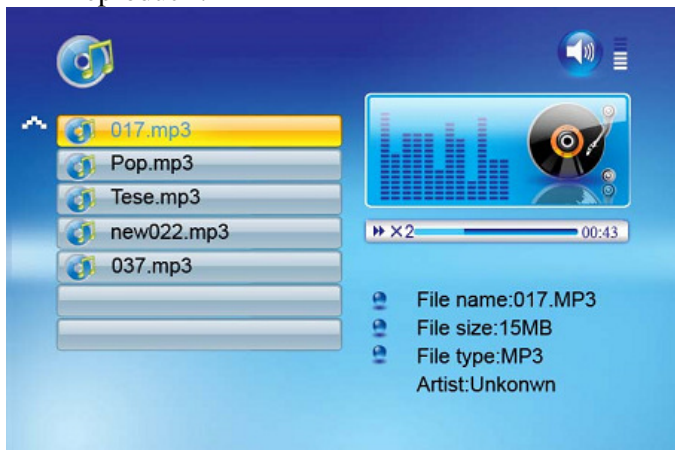 017.mp3
Pop.mp3
Tese.mp3
new022.mp3
037.mp3
×2 00:43
File name:017.MP3
File size:15MB
File type:MP3
Artist:Unkonwn